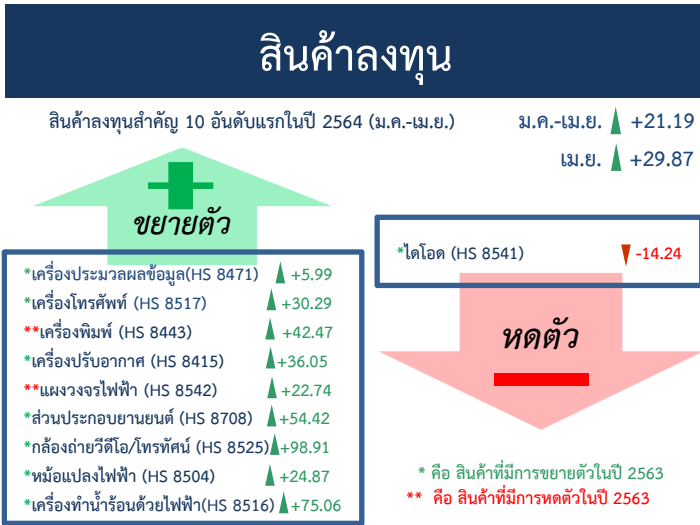 สินค้าลงทุน
สินค้าลงทุนสำคัญ 10 อันดับแรกในปี 2564 (ม.ค.-เม.ย.)
ม.ค.-เม.ย. +21.19
เม.ย. +29.87
ขยายตัว
*เครื่องประมวลผลข้อมูล(HS 8471) +5.99
*เครื่องโทรศัพท์ (HS 8517) +30.29
**เครื่องพิมพ์ (HS 8443) +42.47
*เครื่องปรับอากาศ (HS 8415) +36.05
**แผงวงจรไฟฟ้า (HS 8542) +22.74
*ส่วนประกอบยานยนต์ (HS 8708) +54.42
*กล้องถ่ายวีดีโอ/โทรทัศน์ (HS 8525) +98.91
*หม้อแปลงไฟฟ้า (HS 8504) +24.87
*เครื่องทำน้ำร้อนด้วยไฟฟ้า(HS 8516) +75.06
*ไดโอด (HS 8541) -14.24
หดตัว
* คือ สินค้าที่มีการขยายตัวในปี 2563
** คือ สินค้าที่มีการหดตัวในปี 2563